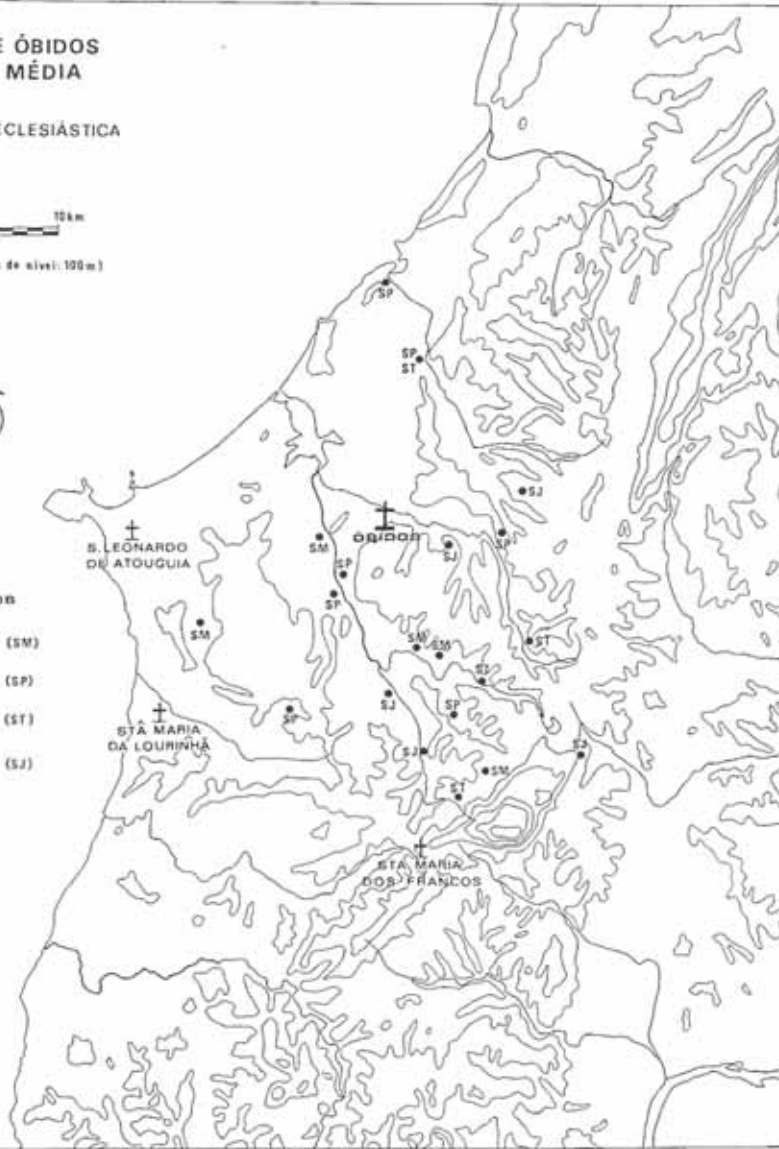 E ÓBIDOS
MÉDIA
CLESIÁSTICA
10km
de nivel: 100m)
SP
SP
ST
SJ
ÓBIDOS
SP
SM
SJ
S. LEONARDO
DE ATOUGUIA
SP
SP
(SM)
SM
SM
SM
ST
(SP)
SJ
SJ
SP
SP
(ST)
STÂ MARIA
DA LOURINHÃ
SJ
SJ
(SJ)
SM
ST
STA MARIA
DOS FRANCOS